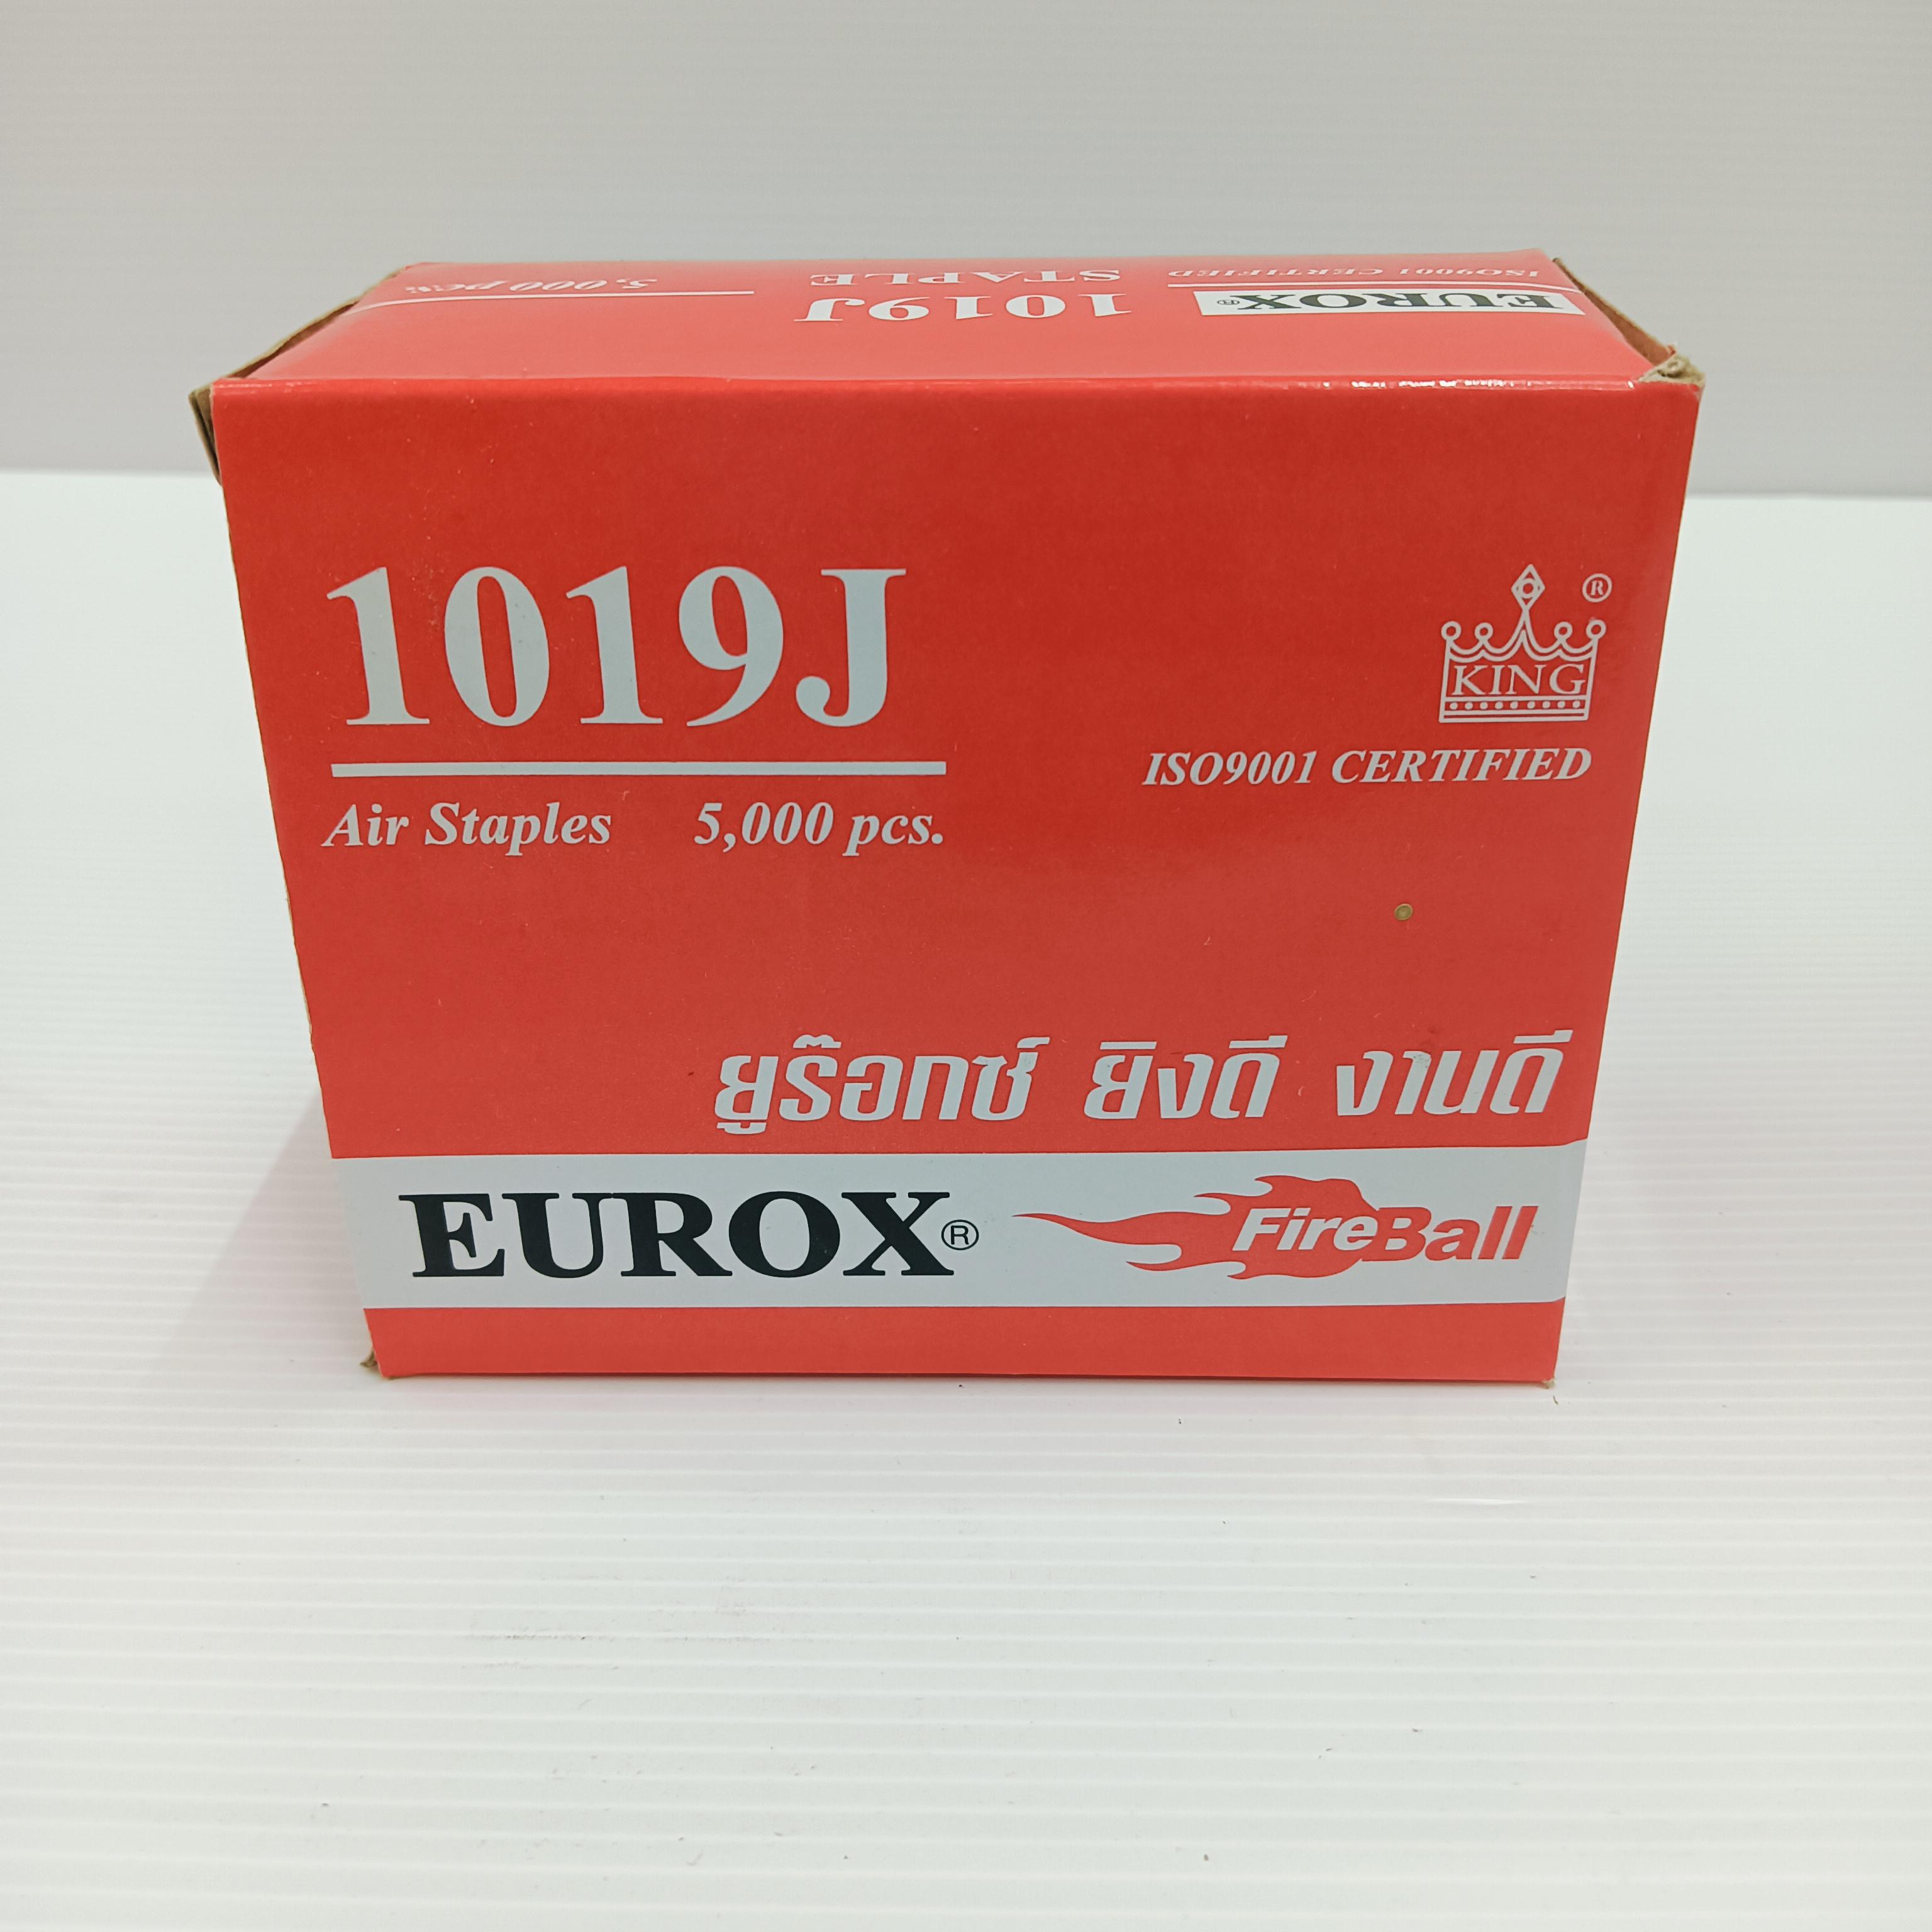 EUROX®
ISO9001 CERTIFIED
1019J
STAPLE
5,000 pcs.
1019J
Air Staples 5,000 pcs.
KING®
ISO9001 CERTIFIED
ยูร๊อกซ์ ยิงดี งานดี
EUROX®
FireBall